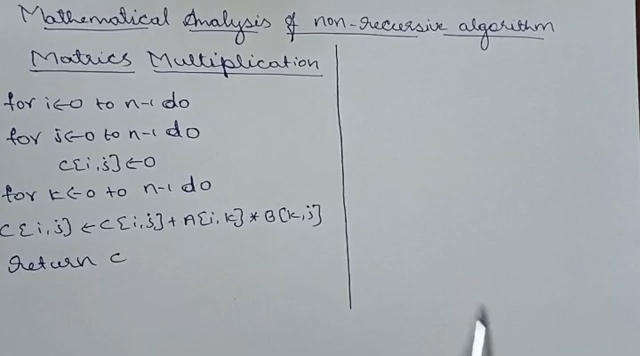 Mathematical Analysis of non-recursive algorithm
Matrics Multiplication
for i←0 to n-1 do
for j←0 to n-1 do
C[i,j]←0
for k←0 to n-1 do
C[i,j]←C[i,j]+A[i,k]*B[k,j]
return C